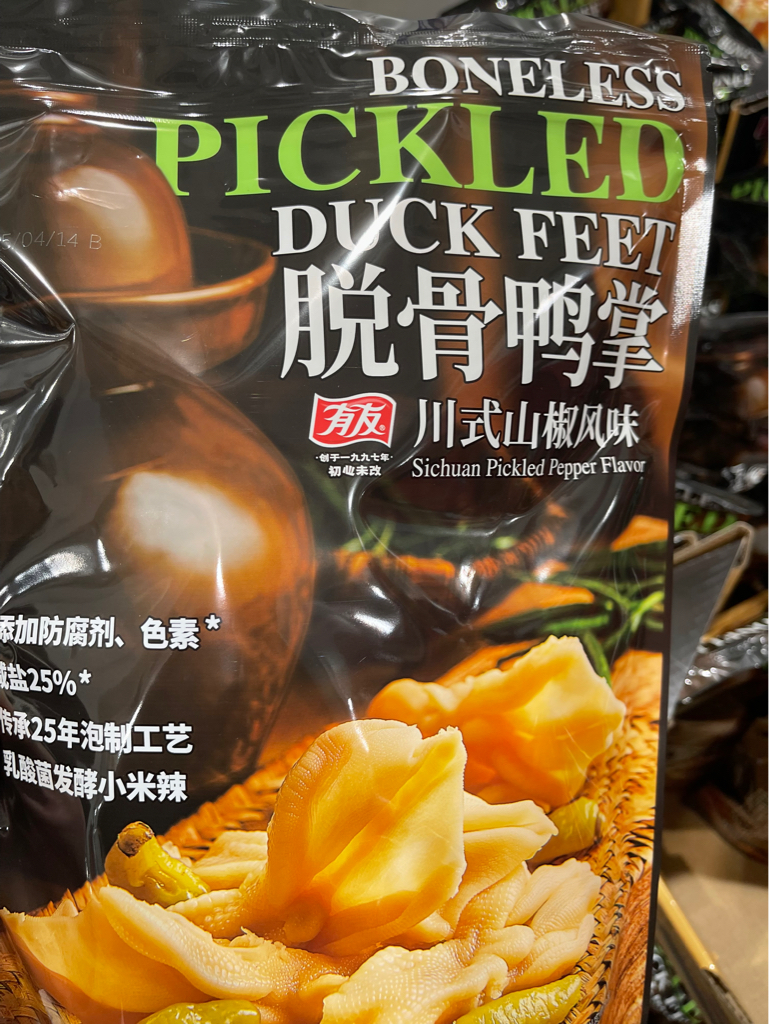 BONELESS
PICKLED
DUCK FEET
5/04/14 B
脱骨鸭掌
有友®
·创于一九九七年·
初心未改
川式山椒风味
Sichuan Pickled Pepper Flavor
添加防腐剂、色素*
减盐25%*
传承25年泡制工艺
乳酸菌发酵小米辣